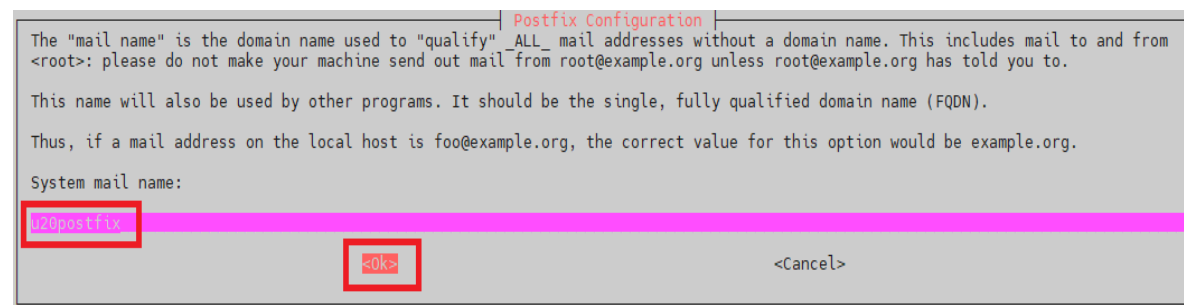 Postfix Configuration
The "mail name" is the domain name used to "qualify" _ALL_ mail addresses without a domain name. This includes mail to and from
<root>: please do not make your machine send out mail from root@example.org unless root@example.org has told you to.
This name will also be used by other programs. It should be the single, fully qualified domain name (FQDN).
Thus, if a mail address on the local host is foo@example.org, the correct value for this option would be example.org.
System mail name:
u20postfix
<Ok> <Cancel>